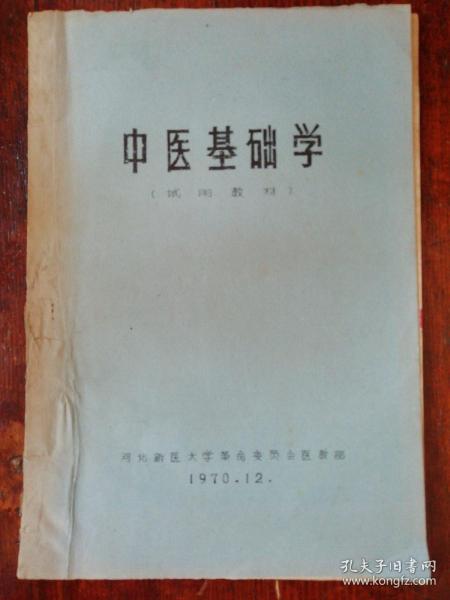 中医基础学
（试用教材）
河北新医大学革命委员会医教部
1970.12.
孔夫子旧书网
www.kongfz.com